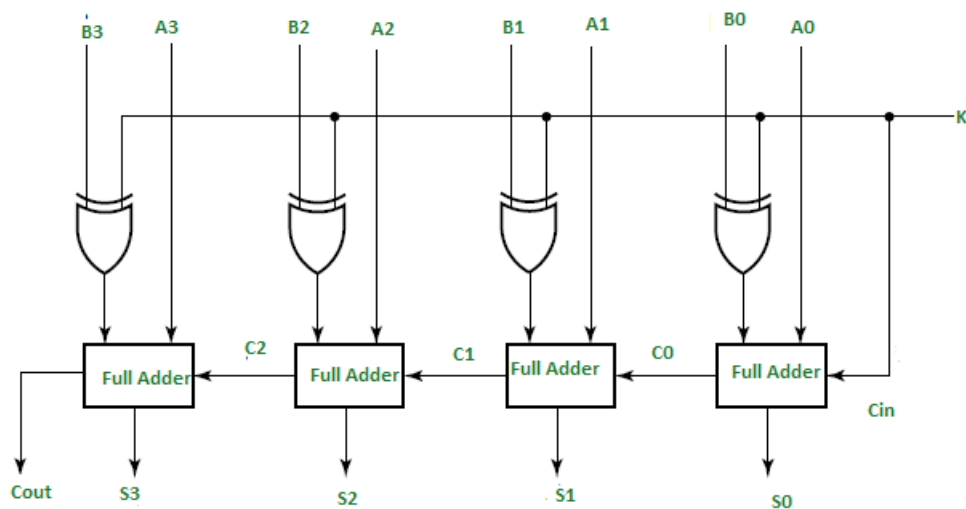 B3 A3 B2 A2 B1 A1 B0 A0
K
C2 C1 C0
Full Adder Full Adder Full Adder Full Adder
Cin
Cout S3 S2 S1 S0